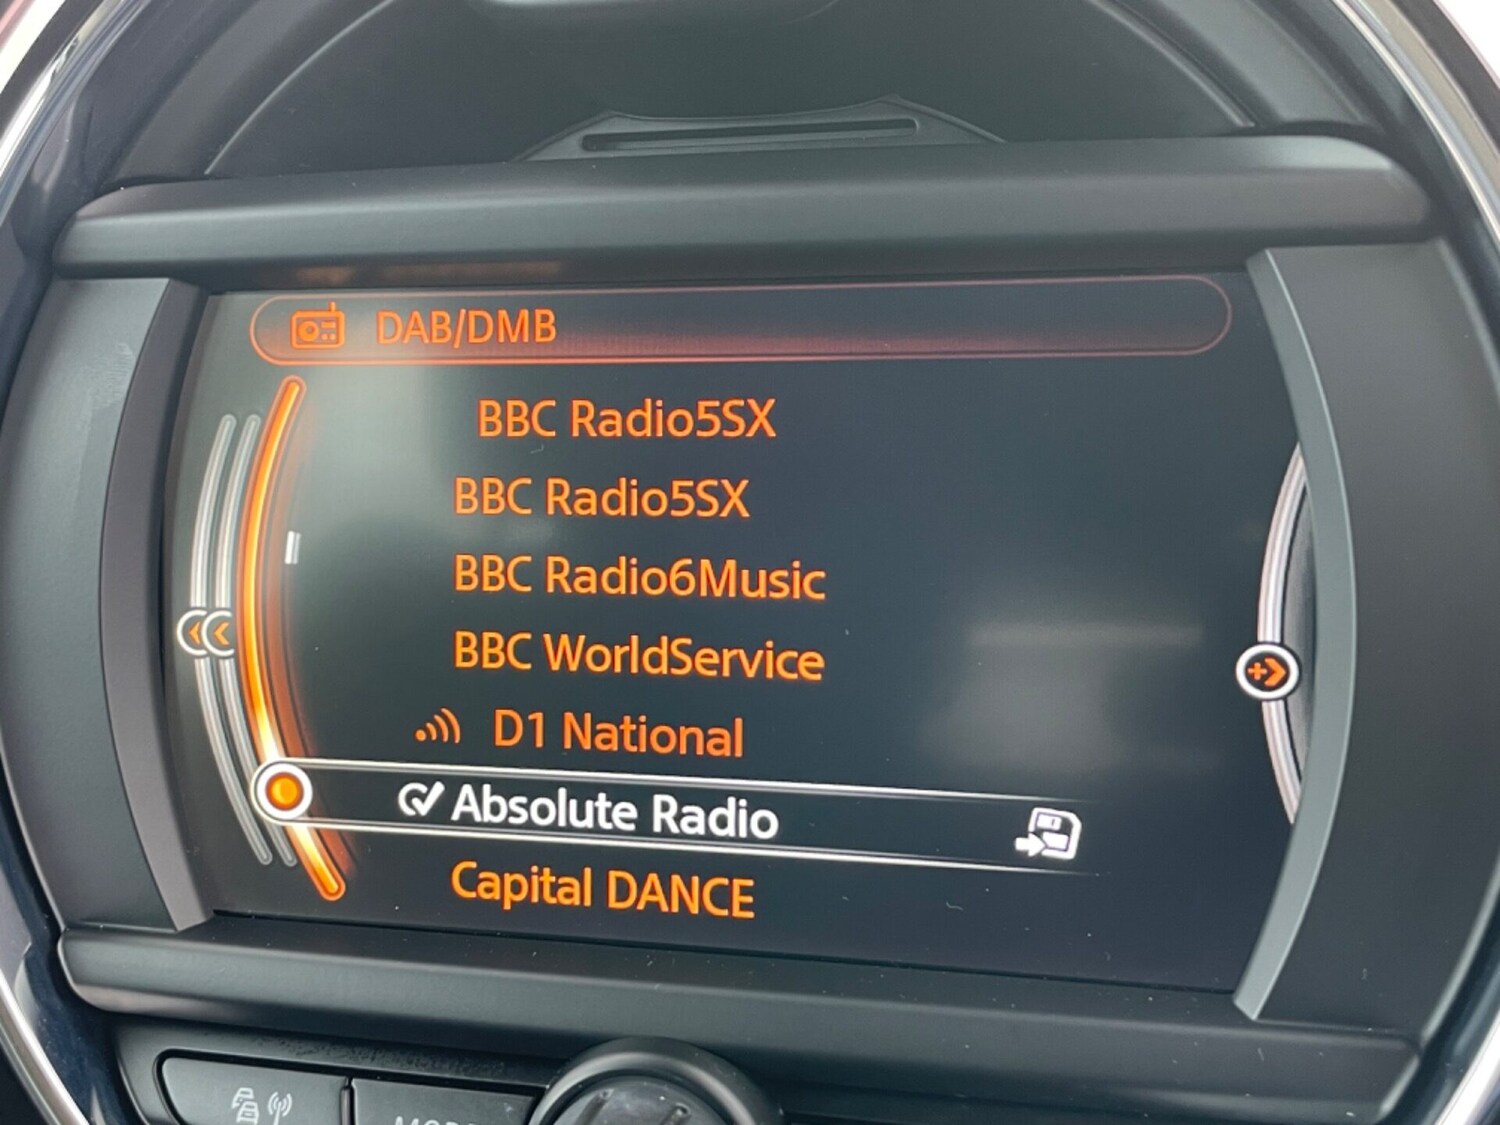 DAB/DMB
BBC Radio5SX
BBC Radio5SX
BBC Radio6Music
BBC WorldService
D1 National
Absolute Radio
Capital DANCE